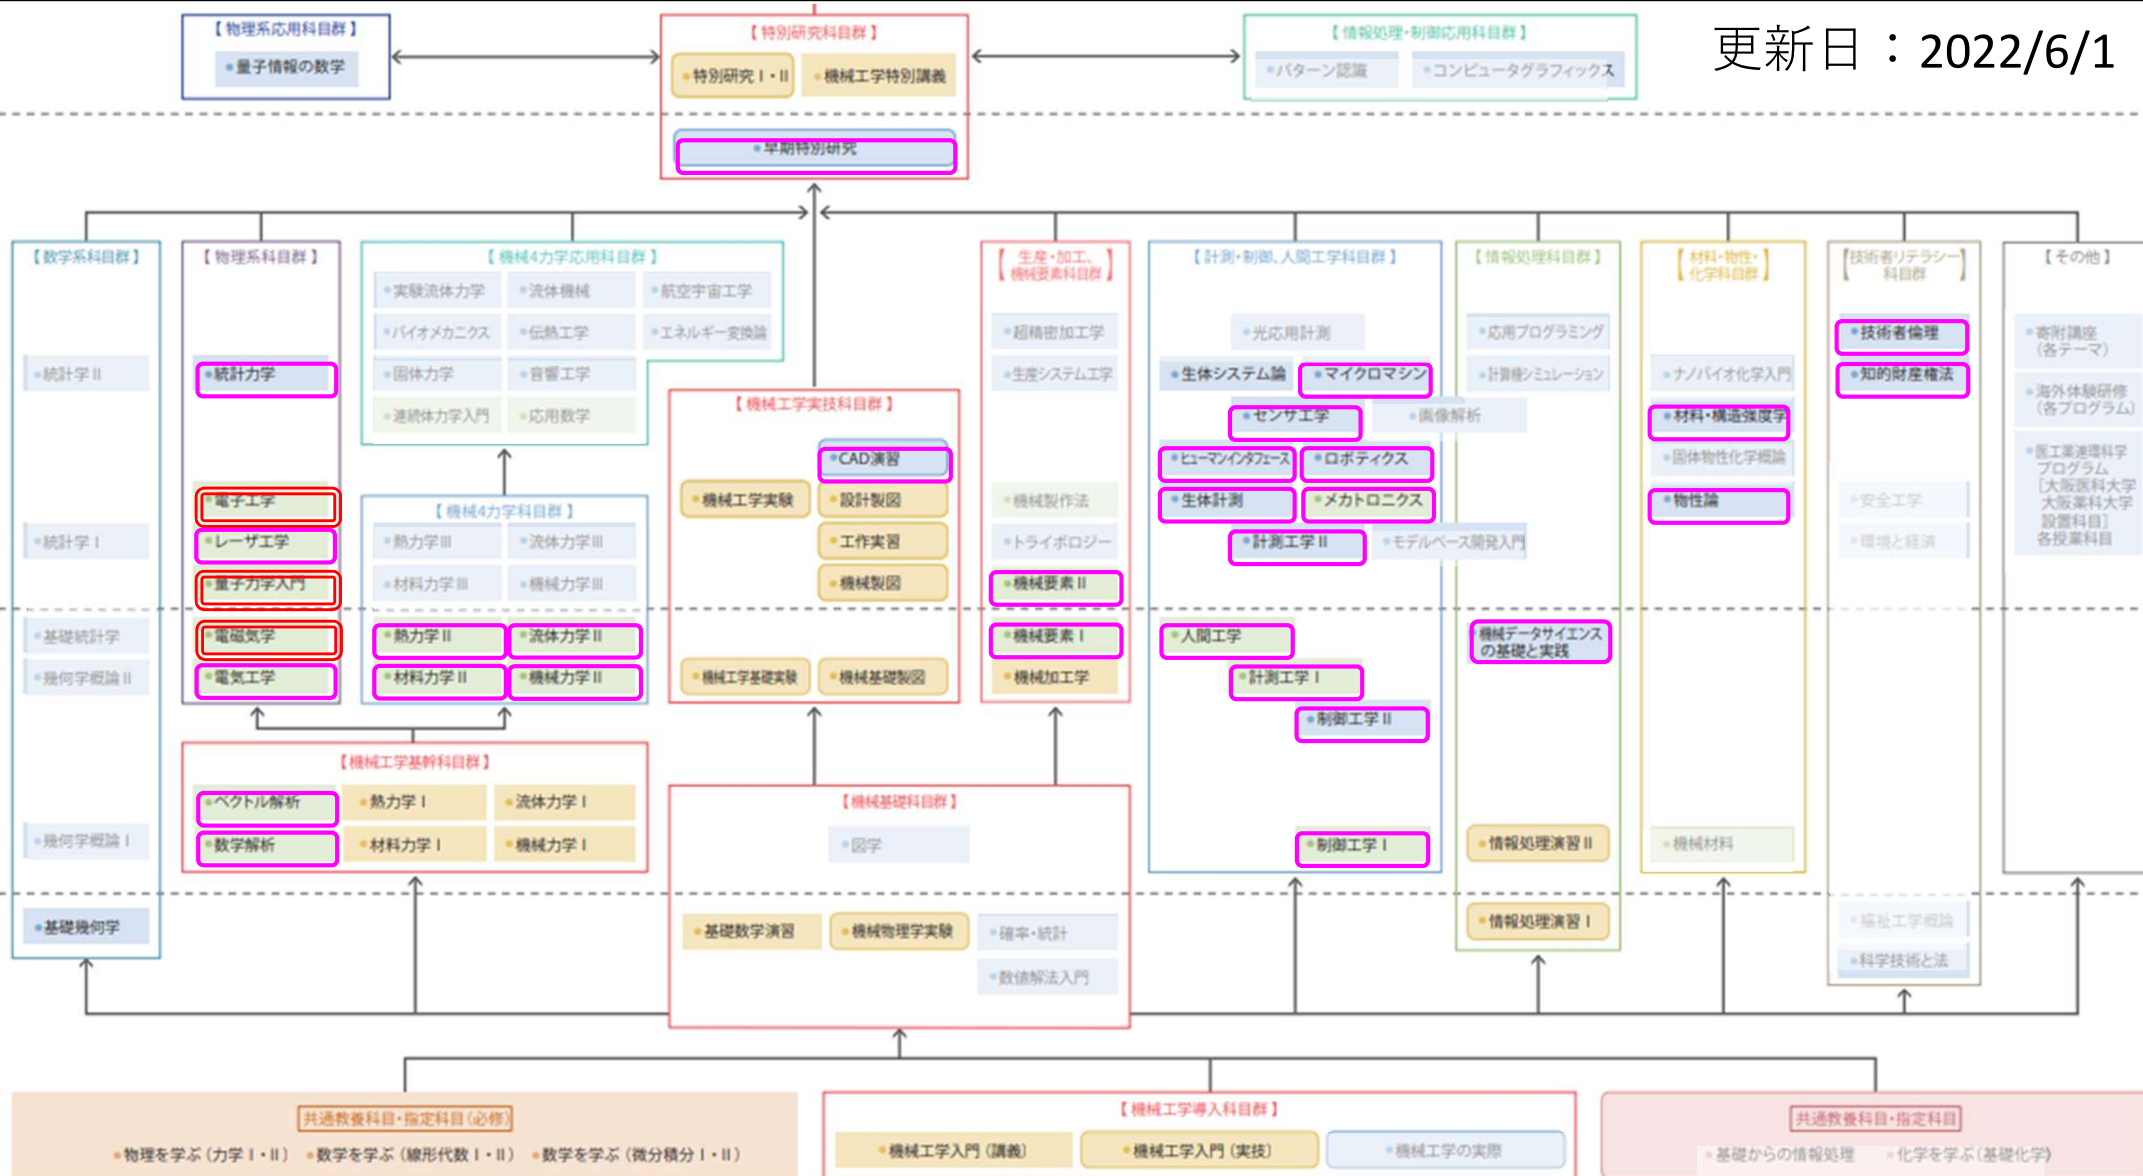 【物理系応用科目群】
•量子情報の数学
【特別研究科目群】
•特別研究Ⅰ・Ⅱ
•機械工学特別講義
•早期特別研究
【情報処理・制御応用科目群】
•パターン認識
•コンピュータグラフィックス
更新日：2022/6/1
【数学系科目群】
•統計学Ⅱ
•統計学Ⅰ
•基礎統計学
•幾何学概論Ⅱ
•幾何学概論Ⅰ
•基礎幾何学
【物理系科目群】
•統計力学
•電子工学
•レーザ工学
•量子力学入門
•電磁気学
•電気工学
【機械4力学応用科目群】
•実験流体力学
•流体機械
•航空宇宙工学
•バイオメカニクス
•伝熱工学
•エネルギー変換論
•固体力学
•音響工学
•連続体力学入門
•応用数学
【機械4力学科目群】
•熱力学Ⅲ
•流体力学Ⅲ
•材料力学Ⅲ
•機械力学Ⅲ
•熱力学Ⅱ
•流体力学Ⅱ
•材料力学Ⅱ
•機械力学Ⅱ
【機械工学基幹科目群】
•ベクトル解析
•熱力学Ⅰ
•流体力学Ⅰ
•数学解析
•材料力学Ⅰ
•機械力学Ⅰ
【機械工学実技科目群】
•CAD演習
•機械工学実験
•設計製図
•工作実習
•機械製図
•機械工学基礎実験
•機械基礎製図
【生産・加工、
機械要素科目群】
•超精密加工学
•生産システム工学
•機械製作法
•トライボロジー
•機械要素Ⅱ
•機械要素Ⅰ
•機械加工学
【機械基礎科目群】
•図学
•基礎数学演習
•機械物理学実験
•確率・統計
•数値解法入門
【計測・制御、人間工学科目群】
•光応用計測
•生体システム論
•マイクロマシン
•センサ工学
•画像解析
•ヒューマンインタフェース
•ロボティクス
•生体計測
•メカトロニクス
•計測工学Ⅱ
•モデルベース開発入門
•人間工学
•計測工学Ⅰ
•制御工学Ⅱ
•制御工学Ⅰ
【情報処理科目群】
•応用プログラミング
•計算機シミュレーション
•機械データサイエンス
の基礎と実践
•情報処理演習Ⅱ
•情報処理演習Ⅰ
【材料・物性・
化学科目群】
•ナノバイオ化学入門
•材料・構造強度学
•固体物性化学概論
•物性論
•機械材料
【技術者リテラシー
科目群】
•技術者倫理
•知的財産権法
•安全工学
•環境と経済
•福祉工学概論
•科学技術と法
【その他】
•寄附講座
（各テーマ）
•海外体験研修
（各プログラム）
•医工薬連環科学
プログラム
［大阪医科大学
大阪薬科大学
設置科目］
各授業科目
共通教養科目・指定科目（必修）
•物理を学ぶ（力学Ⅰ・Ⅱ） •数学を学ぶ（線形代数Ⅰ・Ⅱ） •数学を学ぶ（微分積分Ⅰ・Ⅱ）
【機械工学導入科目群】
•機械工学入門（講義）
•機械工学入門（実技）
•機械工学の実際
共通教養科目・指定科目
•基礎からの情報処理 •化学を学ぶ（基礎化学）